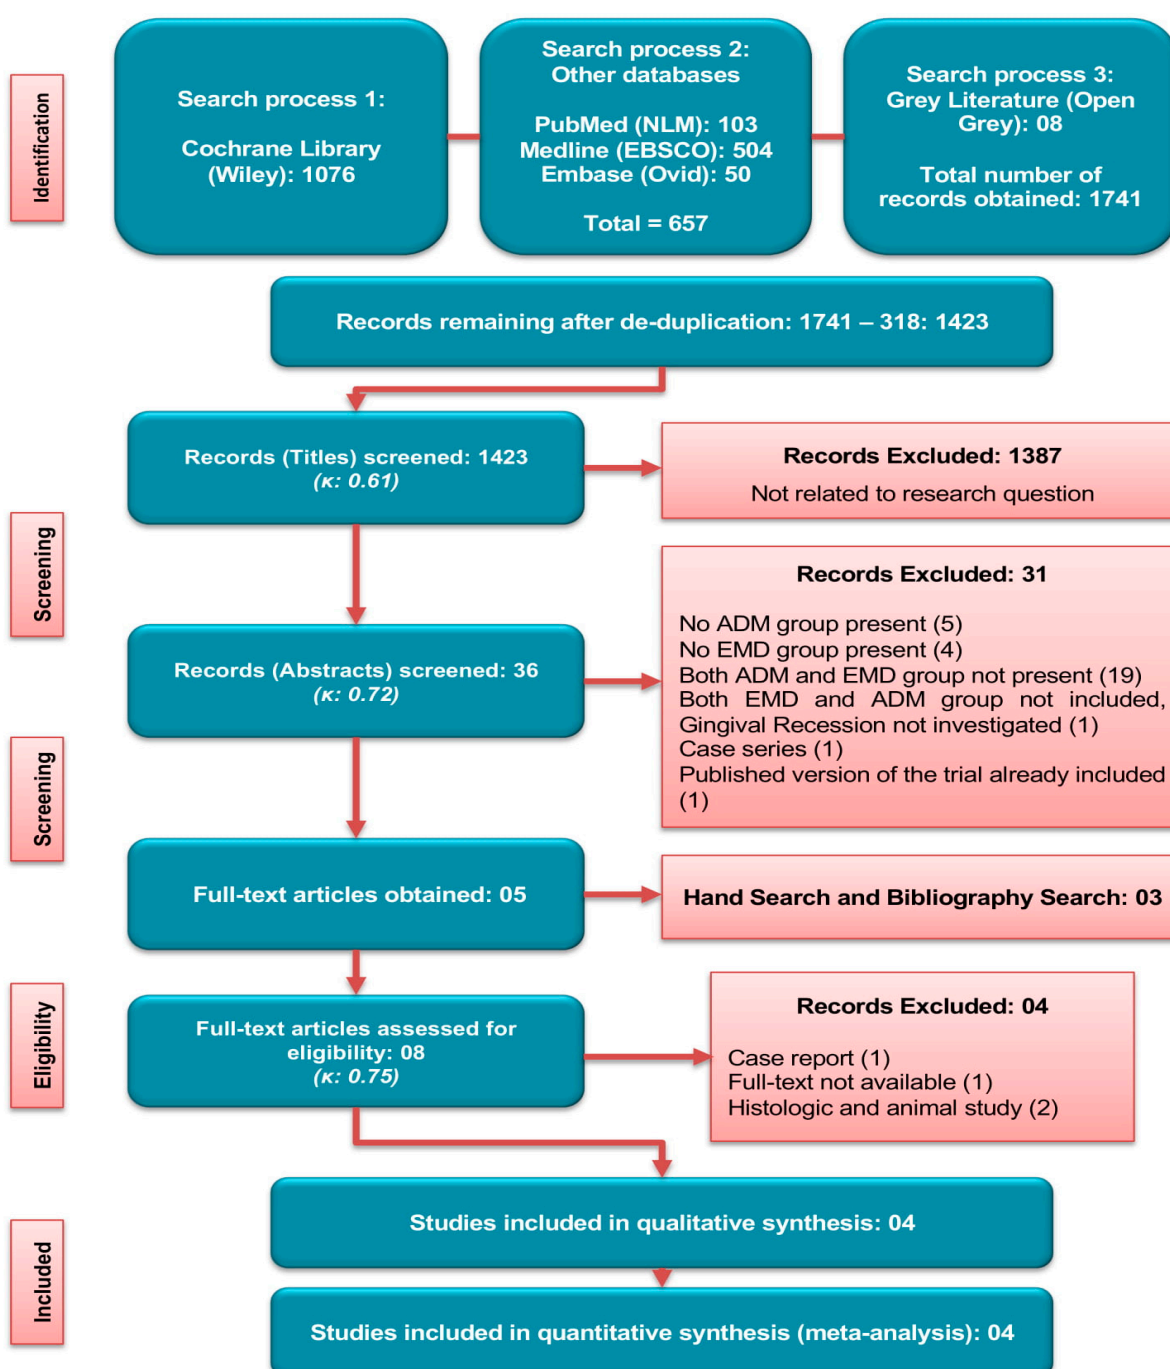 Identification
Search process 1:
Cochrane Library
(Wiley): 1076
Search process 2:
Other databases
PubMed (NLM): 103
Medline (EBSCO): 504
Embase (Ovid): 50
Total = 657
Search process 3:
Grey Literature (Open
Grey): 08
Total number of
records obtained: 1741
Records remaining after de-duplication: 1741 – 318: 1423
Screening
Records (Titles) screened: 1423
(κ: 0.61)
Records Excluded: 1387
Not related to research question
Screening
Records (Abstracts) screened: 36
(κ: 0.72)
Records Excluded: 31
No ADM group present (5)
No EMD group present (4)
Both ADM and EMD group not present (19)
Both EMD and ADM group not included,
Gingival Recession not investigated (1)
Case series (1)
Published version of the trial already included
(1)
Full-text articles obtained: 05
Hand Search and Bibliography Search: 03
Eligibility
Full-text articles assessed for
eligibility: 08
(κ: 0.75)
Records Excluded: 04
Case report (1)
Full-text not available (1)
Histologic and animal study (2)
Included
Studies included in qualitative synthesis: 04
Studies included in quantitative synthesis (meta-analysis): 04